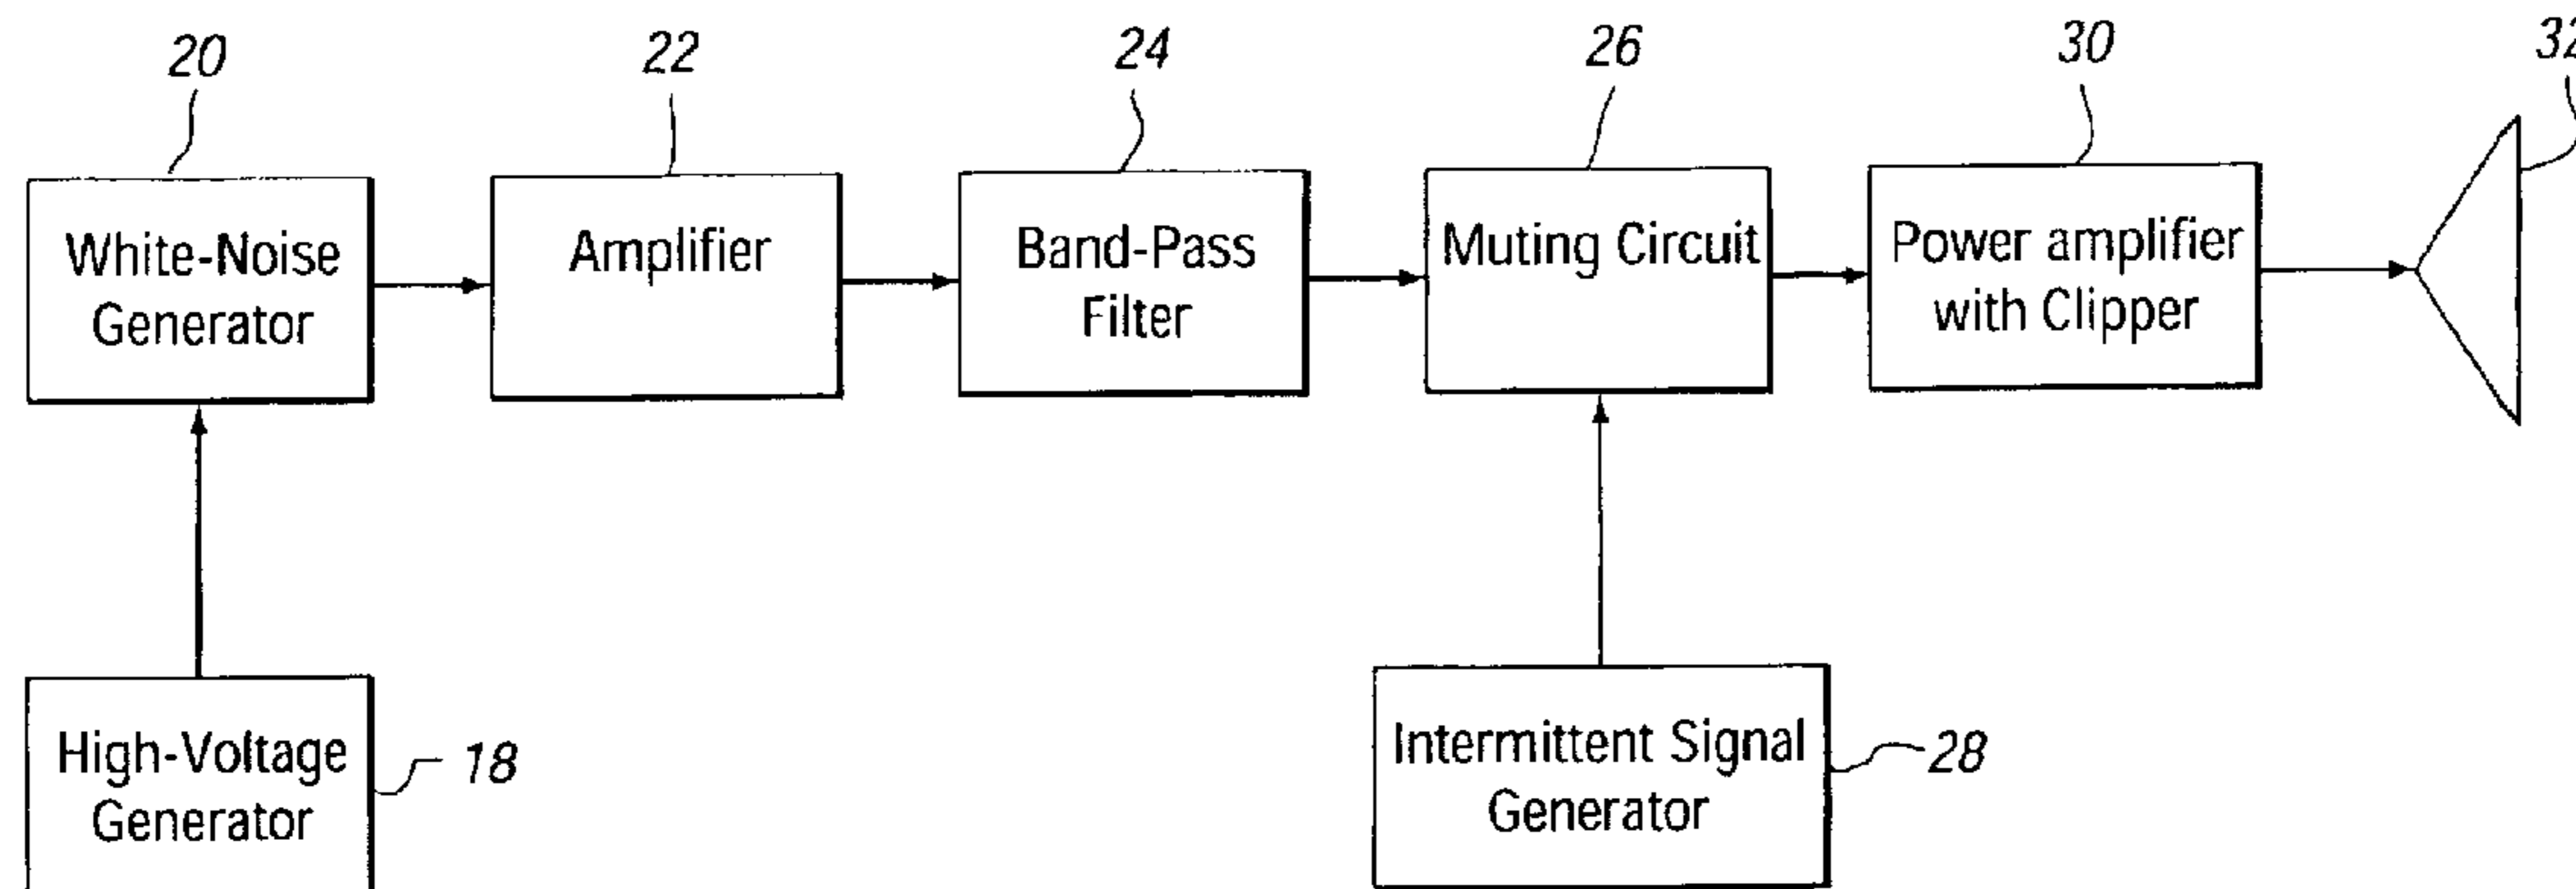 20
22
24
26
30
32
White-Noise
Generator
Amplifier
Band-Pass
Filter
Muting Circuit
Power amplifier
with Clipper
High-Voltage
Generator
18
Intermittent Signal
Generator
28